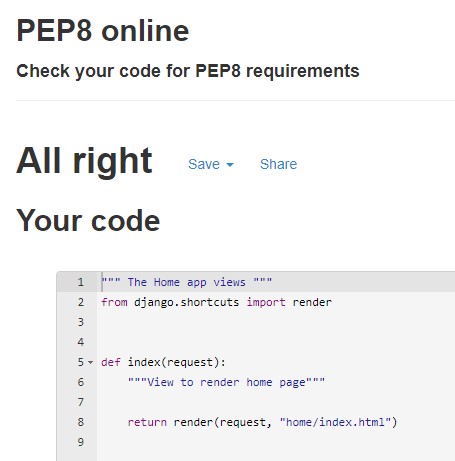 PEP8 online
Check your code for PEP8 requirements
All right Save Share
Your code
1 """ The Home app views """
2 from django.shortcuts import render
3
4
5 def index(request):
6     """View to render home page"""
7
8     return render(request, "home/index.html")
9